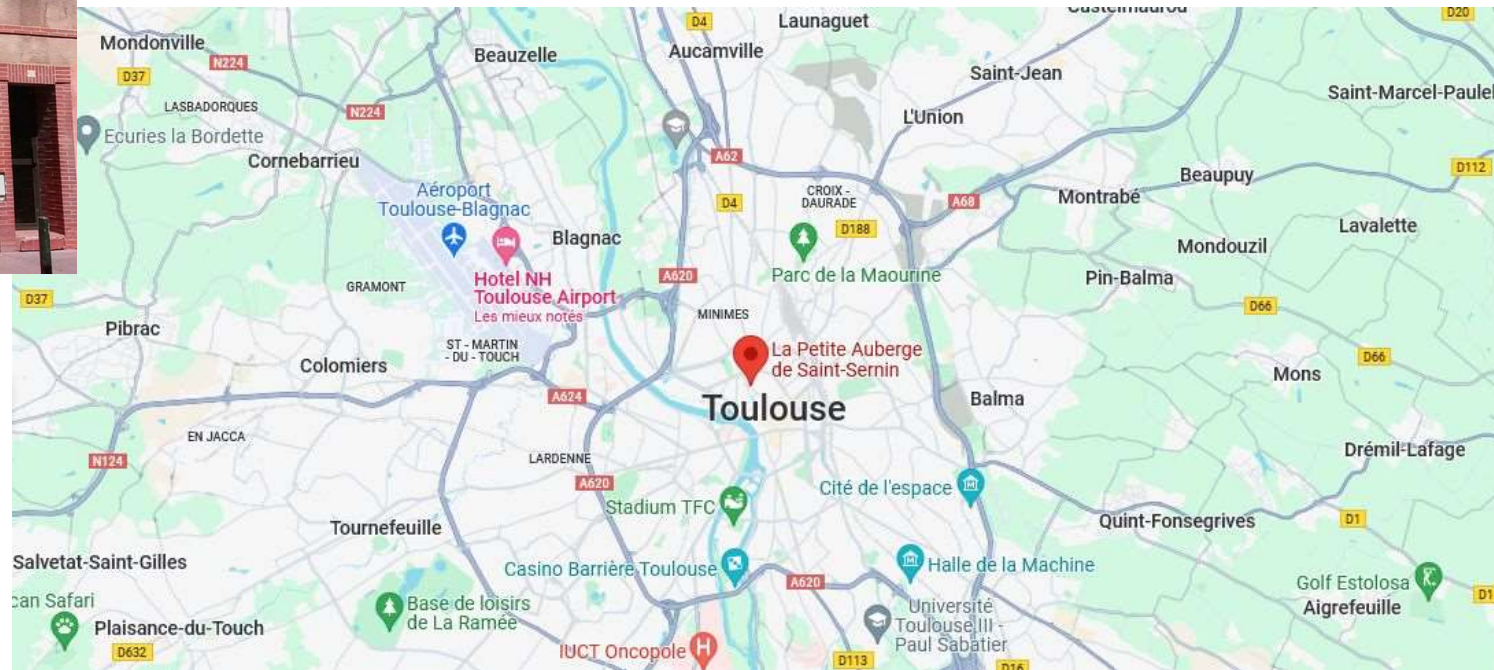 Castelmaurou
D20
Launaguet
D4
Mondonville
Aucamville
Beauzelle
N224
D37
Saint-Jean
Saint-Marcel-Paulel
LASBADORQUES
N224
L'Union
Ecuries la Bordette
Cornebarrieu
A62
D112
Beaupuy
Aéroport
Toulouse-Blagnac
CROIX -
DAURADE
Montrabé
D4
A68
Lavalette
D188
Blagnac
Mondouzil
Parc de la Maourine
Hotel NH
Toulouse Airport
Les mieux notés
A620
Pin-Balma
GRAMONT
D37
D66
MINIMES
Pibrac
ST - MARTIN
- DU - TOUCH
La Petite Auberge
de Saint-Sernin
D66
Colomiers
Mons
A624
Toulouse
Balma
EN JACCA
Drémil-Lafage
LARDENNE
N124
A620
Cité de l'espace
Stadium TFC
Tournefeuille
Quint-Fonsegrives
D1
Salvetat-Saint-Gilles
Casino Barrière Toulouse
Halle de la Machine
A620
Golf Estolosa
D1
can Safari
Base de loisirs
de La Ramée
Aigrefeuille
Université
Toulouse III -
Paul Sabatier
Plaisance-du-Touch
D632
IUCT Oncopole
H
D113
D16